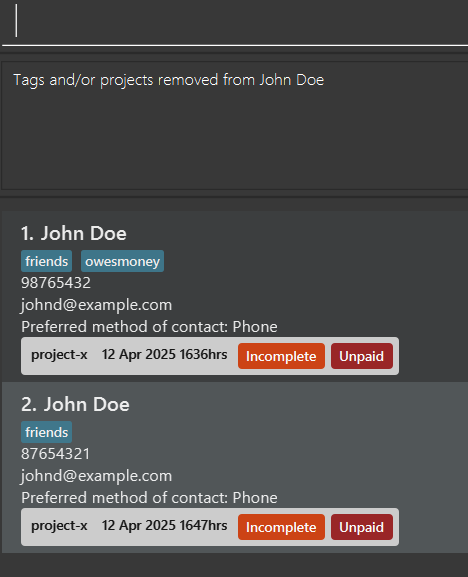 Tags and/or projects removed from John Doe
1. John Doe
friends owesmoney
98765432
johnd@example.com
Preferred method of contact: Phone
project-x 12 Apr 2025 1636hrs Incomplete Unpaid
2. John Doe
friends
87654321
johnd@example.com
Preferred method of contact: Phone
project-x 12 Apr 2025 1647hrs Incomplete Unpaid